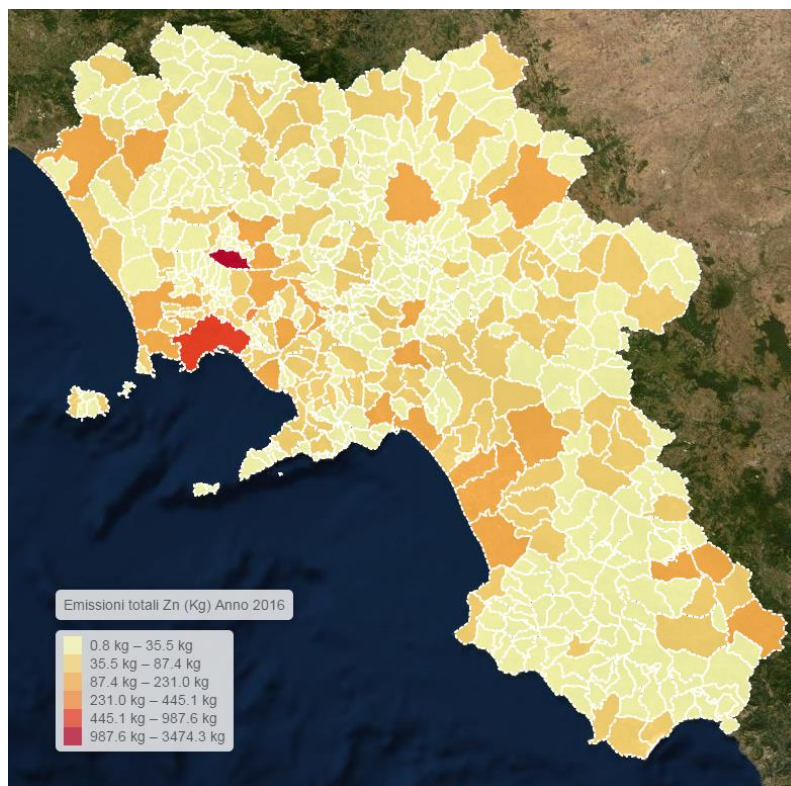 Emissioni totali Zn (Kg) Anno 2016
0.8 kg – 35.5 kg
35.5 kg – 87.4 kg
87.4 kg – 231.0 kg
231.0 kg – 445.1 kg
445.1 kg – 987.6 kg
987.6 kg – 3474.3 kg